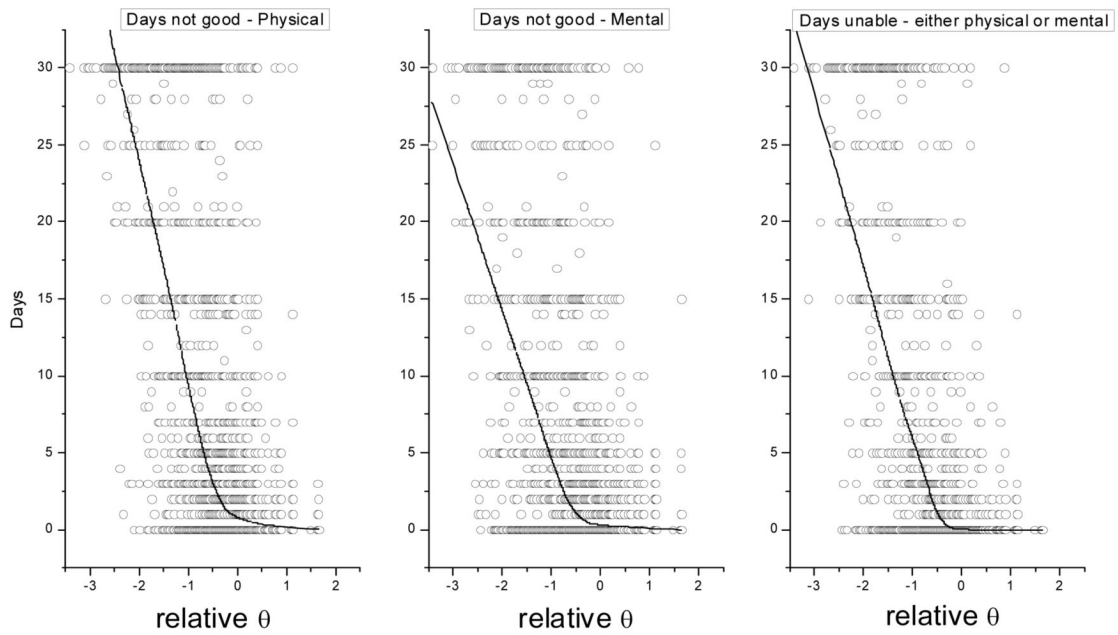 Days not good - Physical
Days not good - Mental
Days unable - either physical or mental
Days
30
25
20
15
10
5
0
-3 -2 -1 0 1 2
relative θ
30
25
20
15
10
5
0
-3 -2 -1 0 1 2
relative θ
30
25
20
15
10
5
0
-3 -2 -1 0 1 2
relative θ